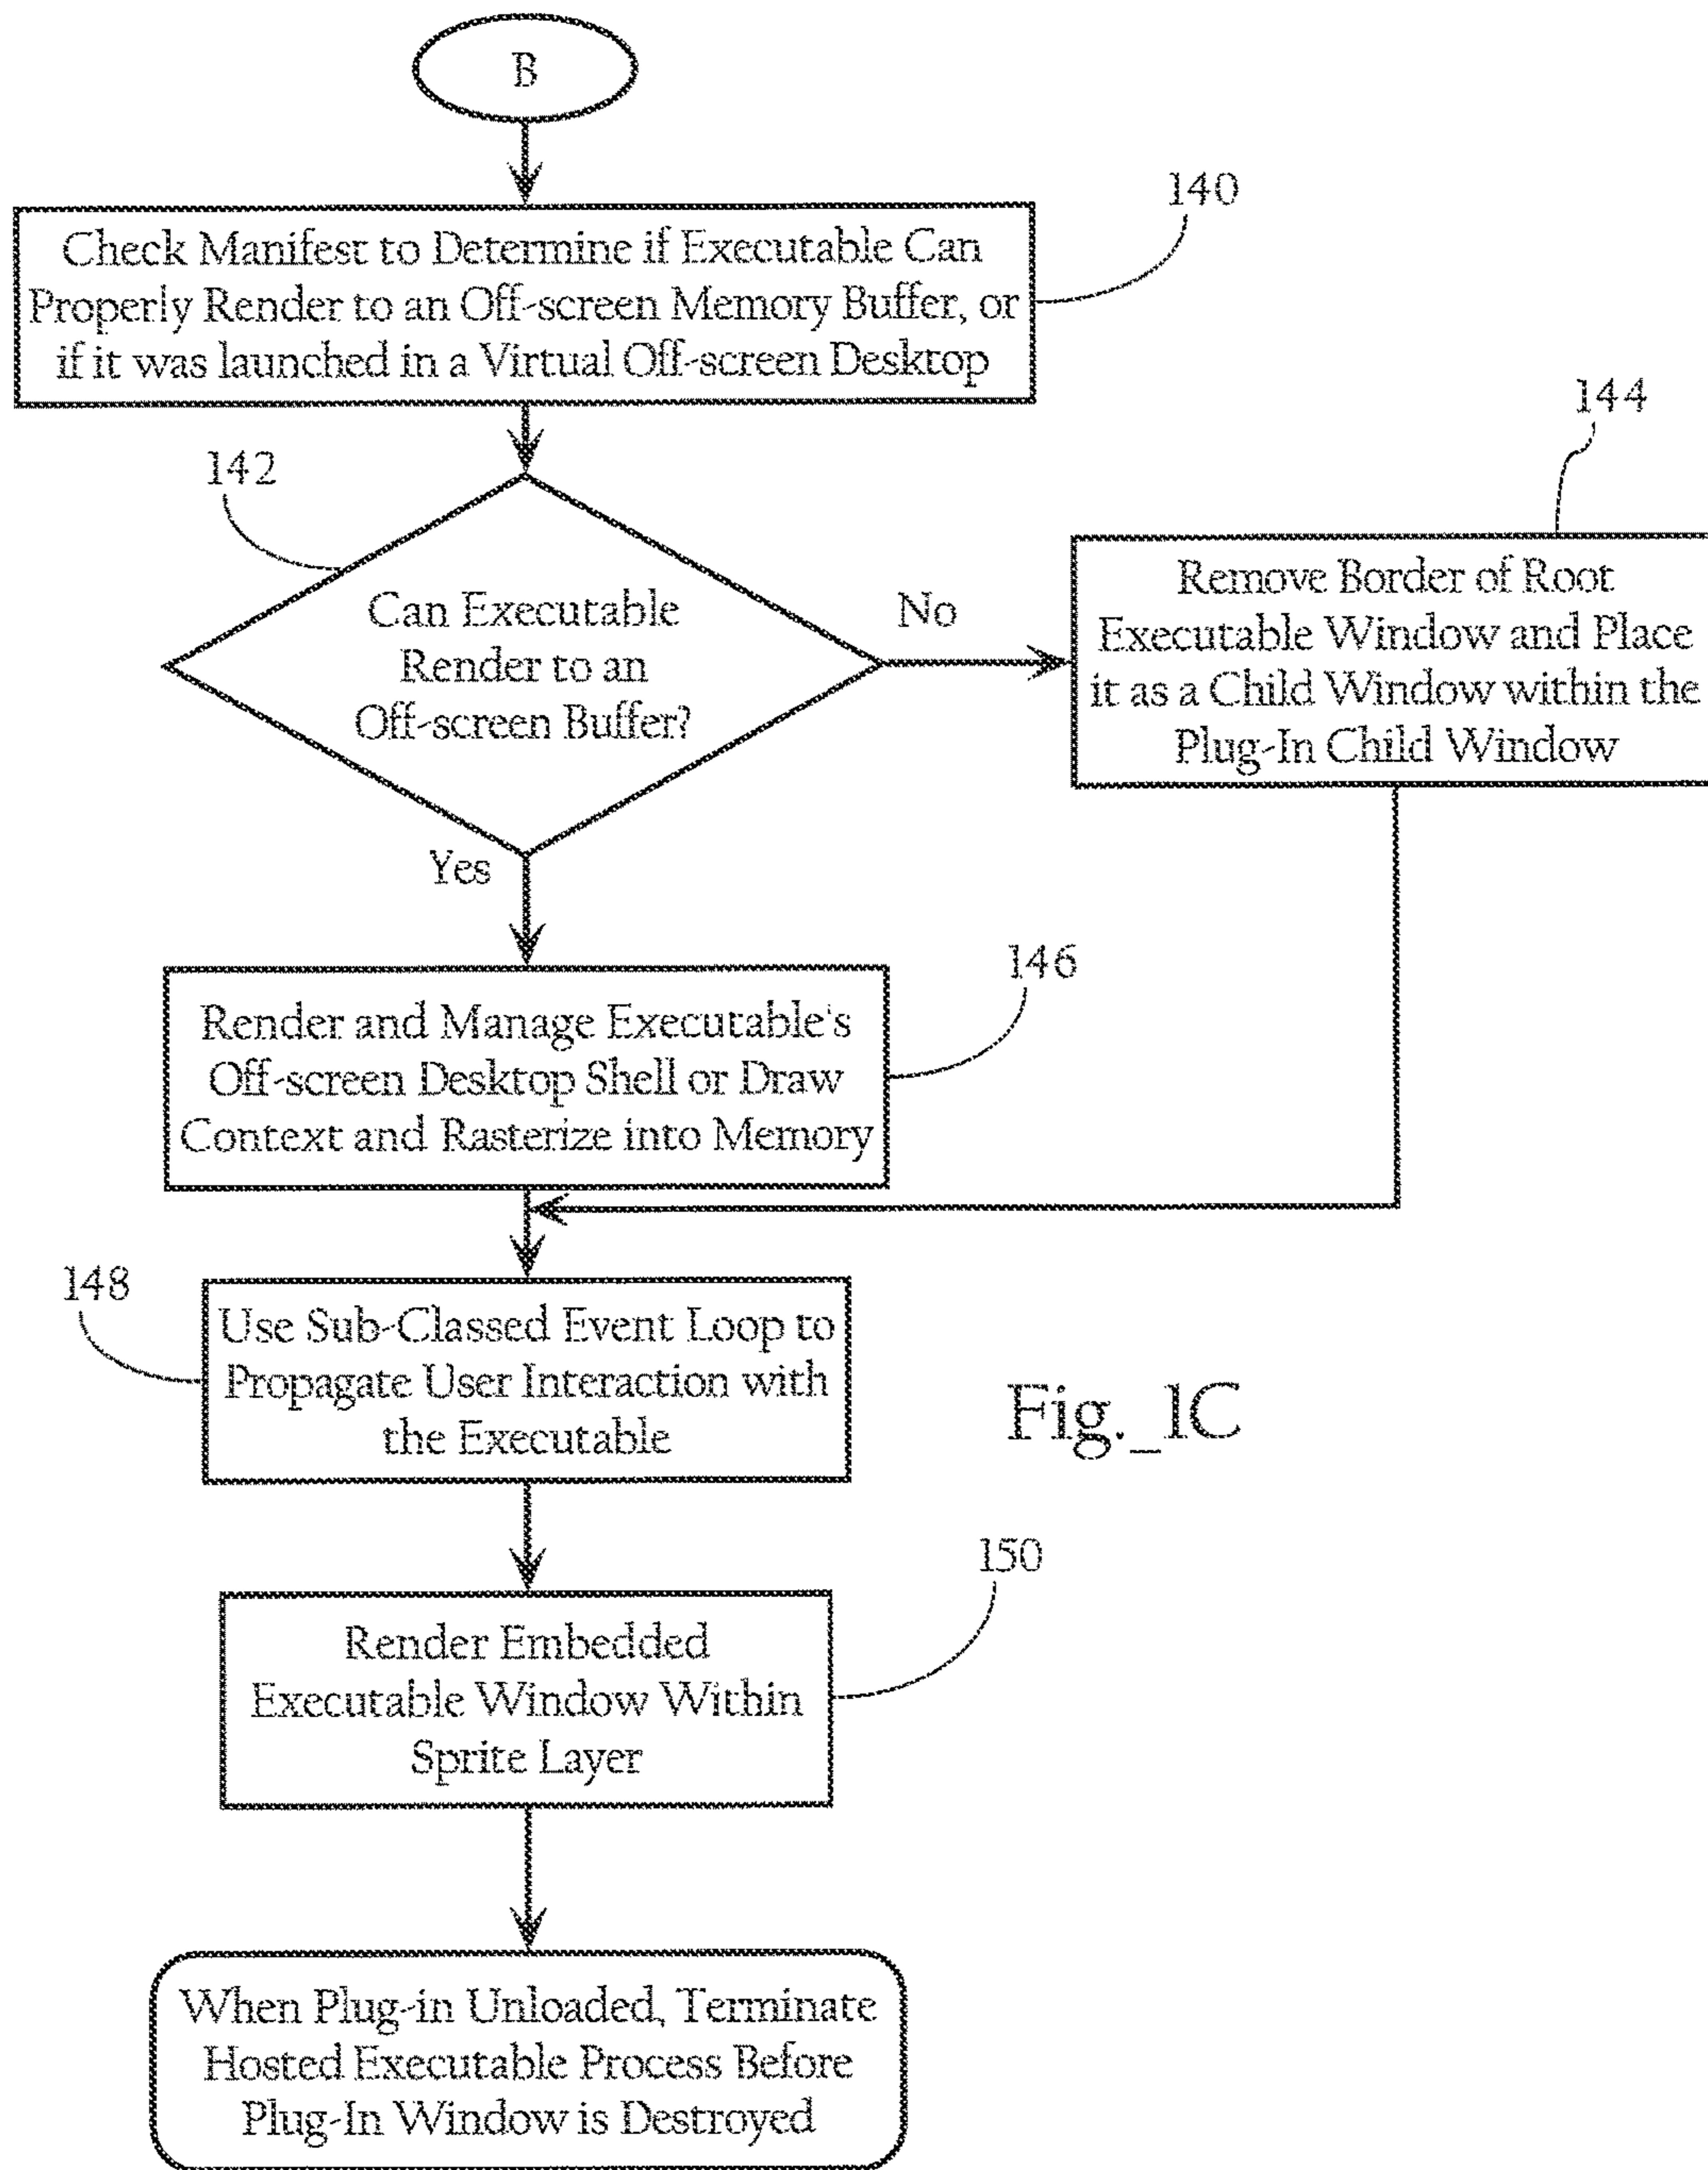 B
140
Check Manifest to Determine if Executable Can
Properly Render to an Off-screen Memory Buffer, or
if it was launched in a Virtual Off-screen Desktop
142
Can Executable
Render to an
Off-screen Buffer?
No
144
Remove Border of Root
Executable Window and Place
it as a Child Window within the
Plug-In Child Window
Yes
146
Render and Manage Executable's
Off-screen Desktop Shell or Draw
Context and Rasterize into Memory
148
Use Sub-Classed Event Loop to
Propagate User Interaction with
the Executable
Fig._1C
150
Render Embedded
Executable Window Within
Sprite Layer
When Plug-in Unloaded, Terminate
Hosted Executable Process Before
Plug-In Window is Destroyed